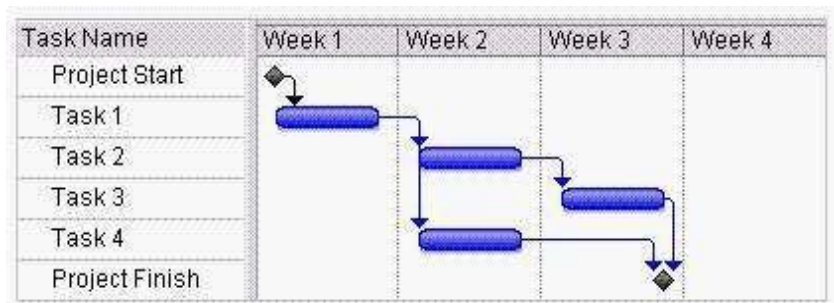 Task Name Week 1 Week 2 Week 3 Week 4
Project Start
Task 1
Task 2
Task 3
Task 4
Project Finish